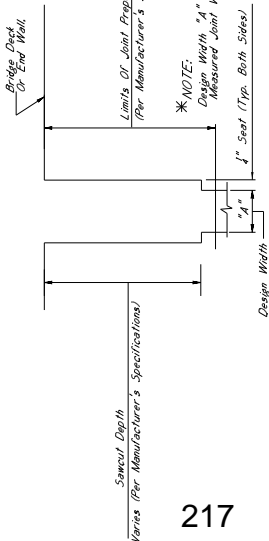 Bridge Deck
Or End Wall.
Limits Of Joint Prep
(Per Manufacturer's
* NOTE:
Design Width "A"
Measured Joint
1/4" Seat (Typ. Both Sides)
"A"
Design Width
Sawcut Depth
Varies (Per Manufacturer's Specifications)
217